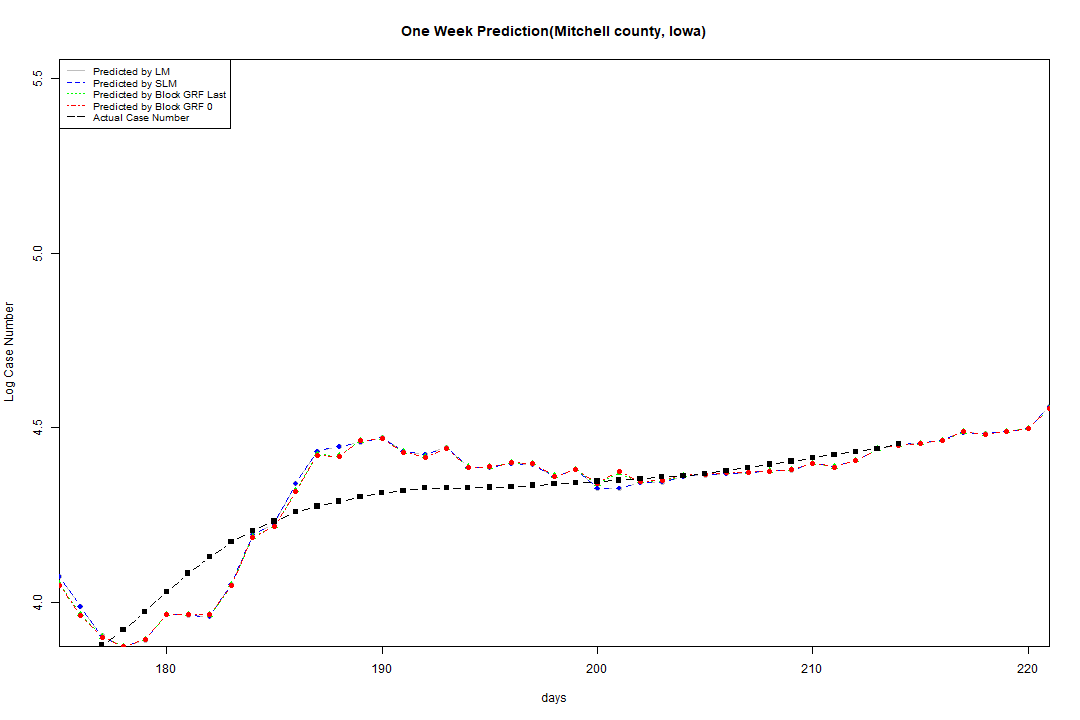 One Week Prediction(Mitchell county, Iowa)
Predicted by LM
Predicted by SLM
Predicted by Block GRF Last
Predicted by Block GRF 0
Actual Case Number
5.5
5.0
4.5
4.0
Log Case Number
180 190 200 210 220
days